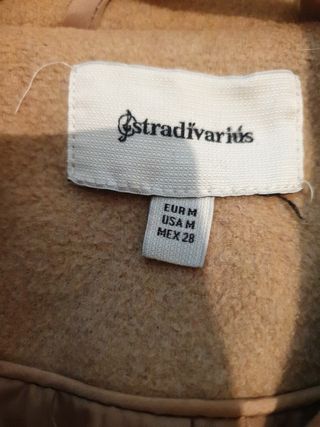 stradivarius
EUR M
USA M
MEX 28